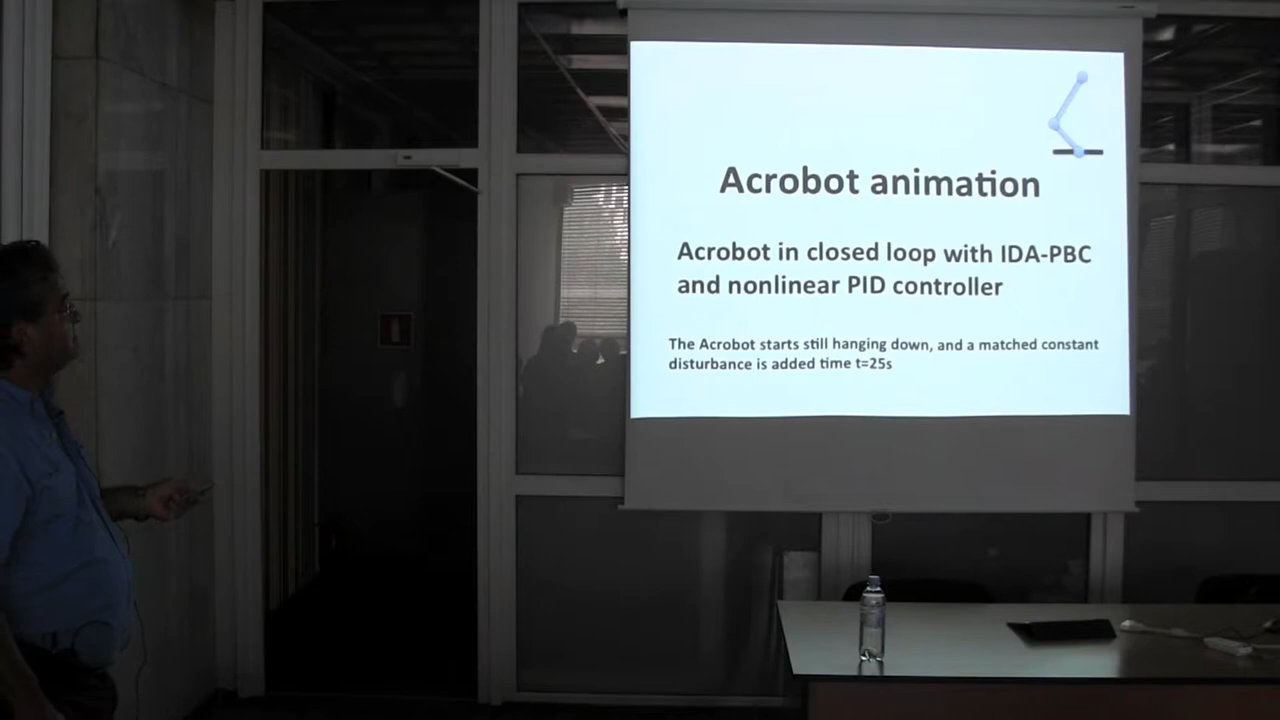 Acrobot animation
Acrobot in closed loop with IDA-PBC
and nonlinear PID controller
The Acrobot starts still hanging down, and a matched constant
disturbance is added time t=25s